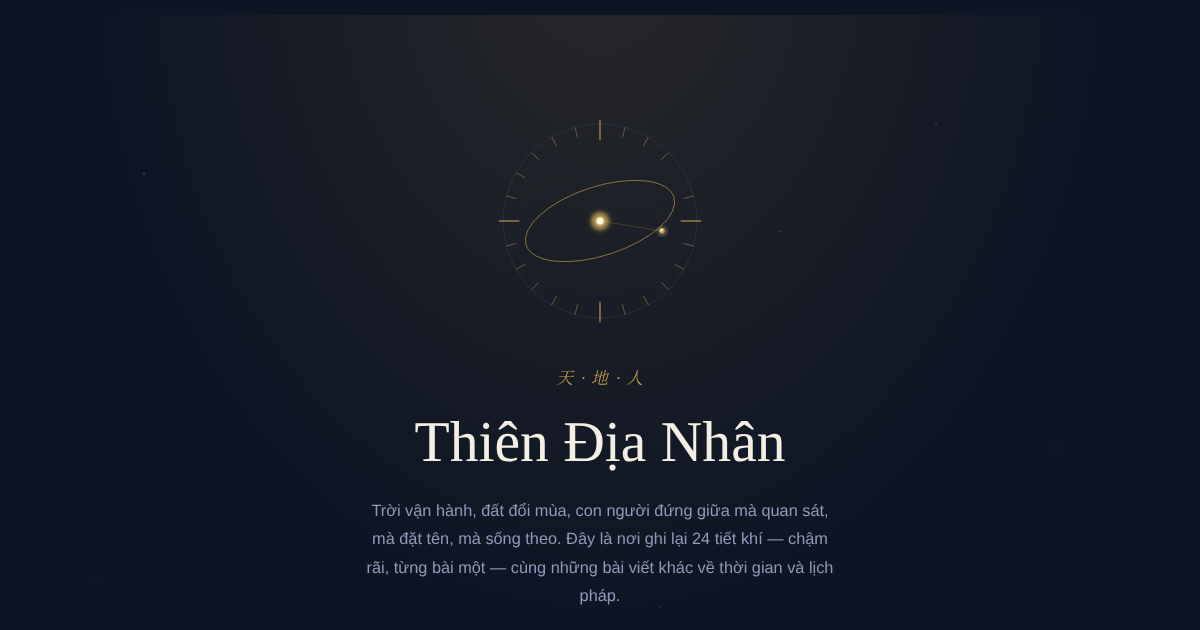 天 · 地 · 人
Thiên Địa Nhân
Trời vận hành, đất đổi mùa, con người đứng giữa mà quan sát,
mà đặt tên, mà sống theo. Đây là nơi ghi lại 24 tiết khí — chậm
rãi, từng bài một — cùng những bài viết khác về thời gian và lịch
pháp.